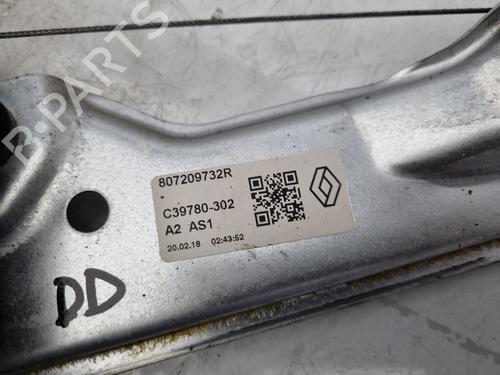 B-PARTS
807209732R
C39780-302
A2 AS1
20.02.18 02:43:52
DD